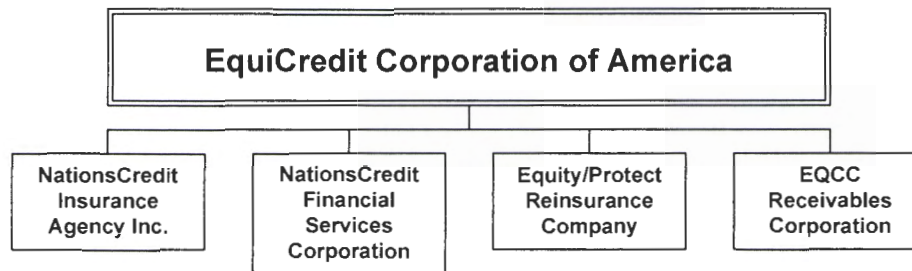 EquiCredit Corporation of America
NationsCredit
Insurance
Agency Inc.
NationsCredit
Financial
Services
Corporation
Equity/Protect
Reinsurance
Company
EQCC
Receivables
Corporation